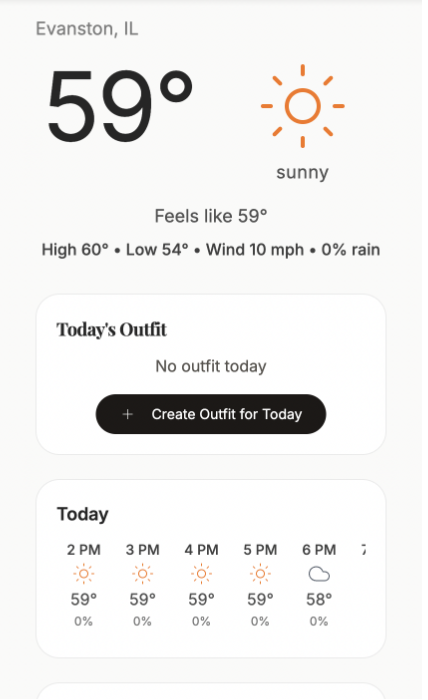 Evanston, IL
59°
sunny
Feels like 59°
High 60° • Low 54° • Wind 10 mph • 0% rain
Today's Outfit
No outfit today
+ Create Outfit for Today
Today
2 PM 3 PM 4 PM 5 PM 6 PM
59° 59° 59° 59° 58°
0% 0% 0% 0% 0%